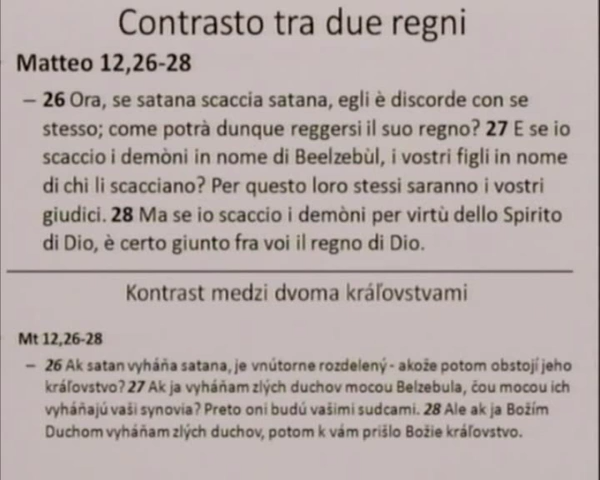 Contrasto tra due regni
Matteo 12,26-28
– 26 Ora, se satana scaccia satana, egli è discorde con se
stesso; come potrà dunque reggersi il suo regno? 27 E se io
scaccio i demòni in nome di Beelzebùl, i vostri figli in nome
di chi li scacciano? Per questo loro stessi saranno i vostri
giudici. 28 Ma se io scaccio i demòni per virtù dello Spirito
di Dio, è certo giunto fra voi il regno di Dio.
Kontrast medzi dvoma kráľovstvami
Mt 12,26-28
– 26 Ak satan vyháňa satana, je vnútorne rozdelený - akože potom obstojí jeho
kráľovstvo? 27 Ak ja vyháňam zlých duchov mocou Belzebula, čou mocou ich
vyháňajú vaši synovia? Preto oni budú vašimi sudcami. 28 Ale ak ja Božím
Duchom vyháňam zlých duchov, potom k vám prišlo Božie kráľovstvo.